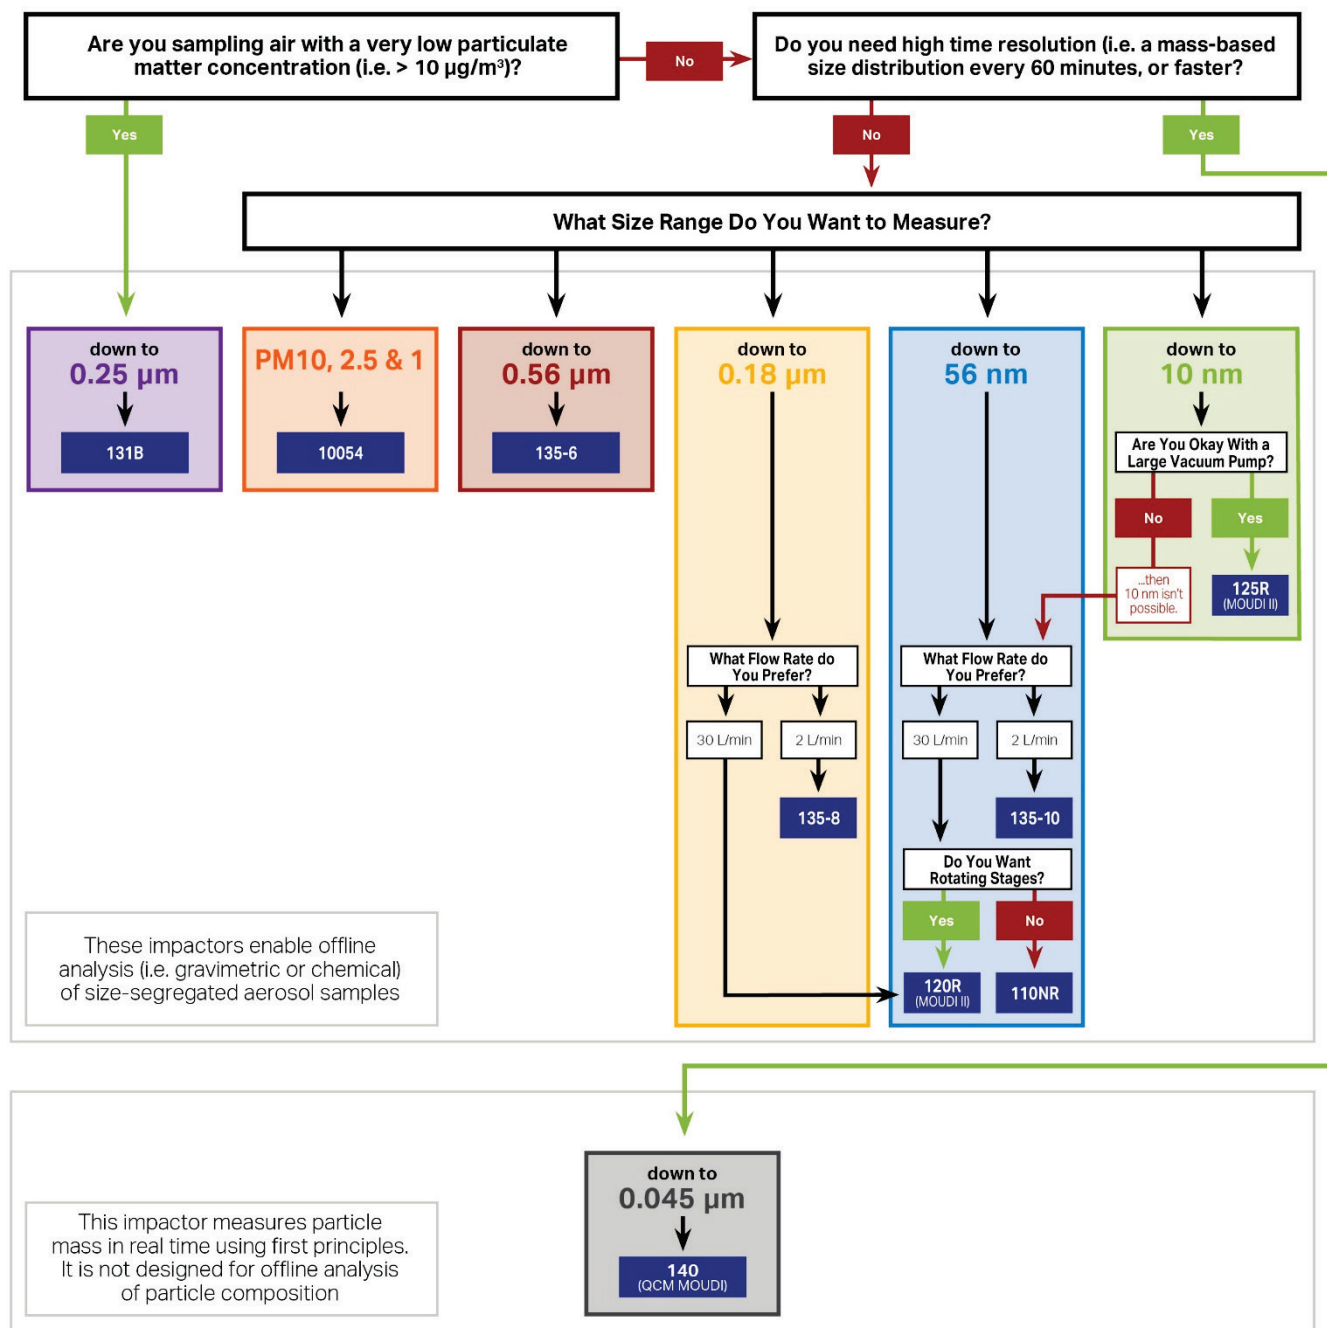 Are you sampling air with a very low particulate
matter concentration (i.e. > 10 µg/m³)?
No
Do you need high time resolution (i.e. a mass-based
size distribution every 60 minutes, or faster?
Yes
No
Yes
What Size Range Do You Want to Measure?
down to
0.25 µm
131B
PM10, 2.5 & 1
10054
down to
0.56 µm
135-6
down to
0.18 µm
What Flow Rate do
You Prefer?
30 L/min
2 L/min
135-8
down to
56 nm
What Flow Rate do
You Prefer?
30 L/min
2 L/min
135-10
Do You Want
Rotating Stages?
Yes
No
120R
(MOUDI II)
110NR
down to
10 nm
Are You Okay With a
Large Vacuum Pump?
No
Yes
...then
10 nm isn't
possible.
125R
(MOUDI II)
These impactors enable offline
analysis (i.e. gravimetric or chemical)
of size-segregated aerosol samples
down to
0.045 µm
140
(QCM MOUDI)
This impactor measures particle
mass in real time using first principles.
It is not designed for offline analysis
of particle composition